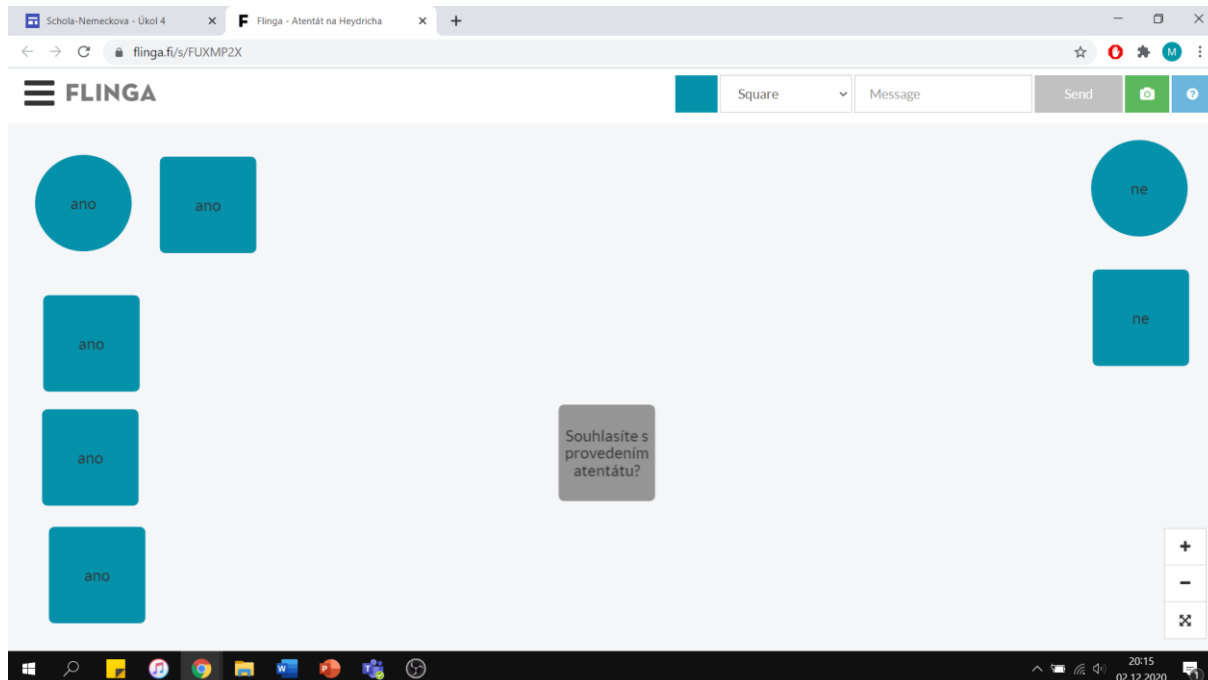 Schola-Nemeckova - Úkol 4
Flinga - Atentát na Heydricha
flinga.fi/s/FUXMP2X
M
FLINGA
Square
Message
Send
ano
ano
ne
ano
ne
ano
Souhlasíte s
provedením
atentátu?
ano
20:15
02.12.2020
1